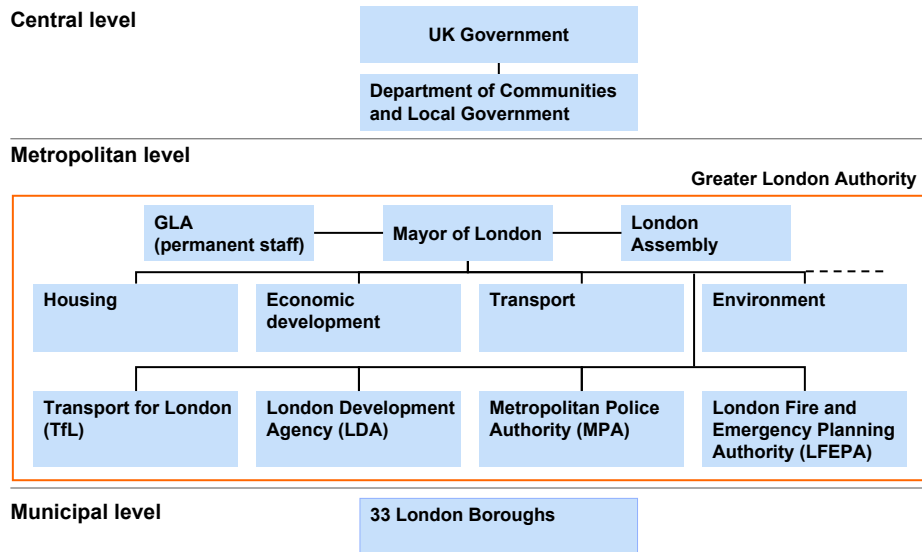 Central level
UK Government
Department of Communities
and Local Government
Metropolitan level
Greater London Authority
GLA
(permanent staff)
Mayor of London
London
Assembly
Housing
Economic
development
Transport
Environment
Transport for London
(TfL)
London Development
Agency (LDA)
Metropolitan Police
Authority (MPA)
London Fire and
Emergency Planning
Authority (LFEPA)
Municipal level
33 London Boroughs